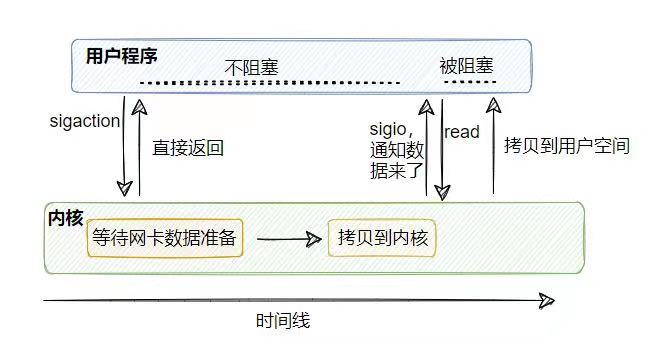 用户程序
不阻塞
被阻塞
sigaction
直接返回
sigio,
通知数
据来了
read
拷贝到用户空间
内核
等待网卡数据准备
拷贝到内核
时间线